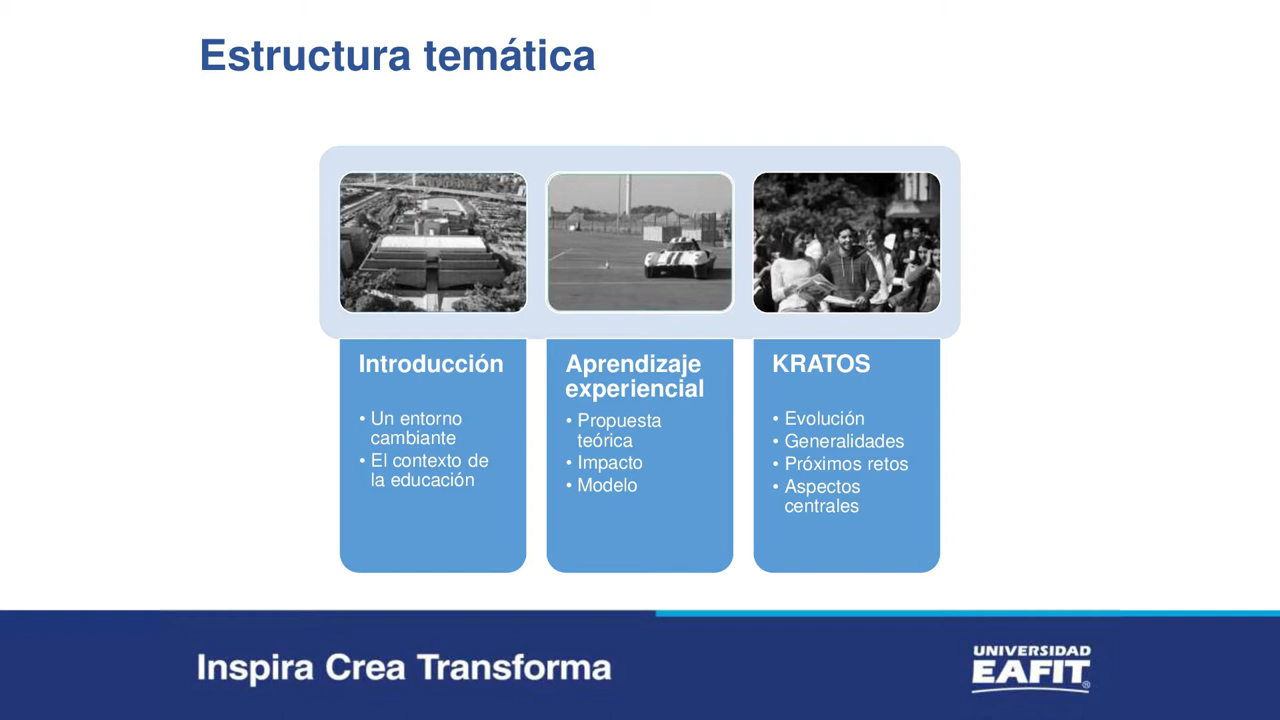 Estructura temática
Introducción
• Un entorno
cambiante
• El contexto de
la educación
Aprendizaje
experiencial
• Propuesta
teórica
• Impacto
• Modelo
KRATOS
• Evolución
• Generalidades
• Próximos retos
• Aspectos
centrales
Inspira Crea Transforma
UNIVERSIDAD
EAFIT®